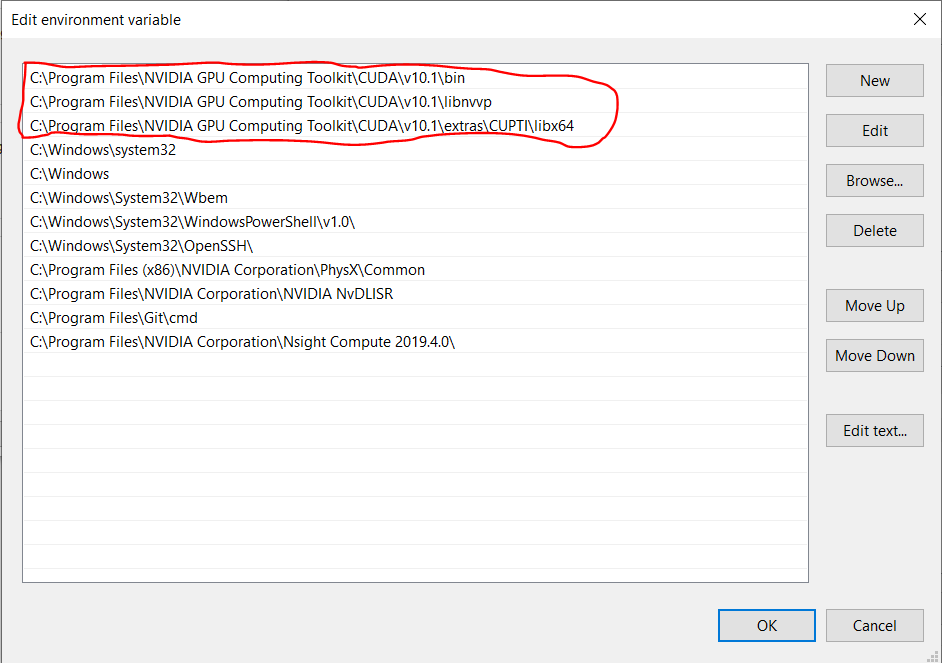 Edit environment variable
C:\Program Files\NVIDIA GPU Computing Toolkit\CUDA\v10.1\bin
C:\Program Files\NVIDIA GPU Computing Toolkit\CUDA\v10.1\libnvvp
C:\Program Files\NVIDIA GPU Computing Toolkit\CUDA\v10.1\extras\CUPTI\libx64
C:\Windows\system32
C:\Windows
C:\Windows\System32\Wbem
C:\Windows\System32\WindowsPowerShell\v1.0\
C:\Windows\System32\OpenSSH\
C:\Program Files (x86)\NVIDIA Corporation\PhysX\Common
C:\Program Files\NVIDIA Corporation\NVIDIA NvDLISR
C:\Program Files\Git\cmd
C:\Program Files\NVIDIA Corporation\Nsight Compute 2019.4.0\
New
Edit
Browse...
Delete
Move Up
Move Down
Edit text...
OK
Cancel